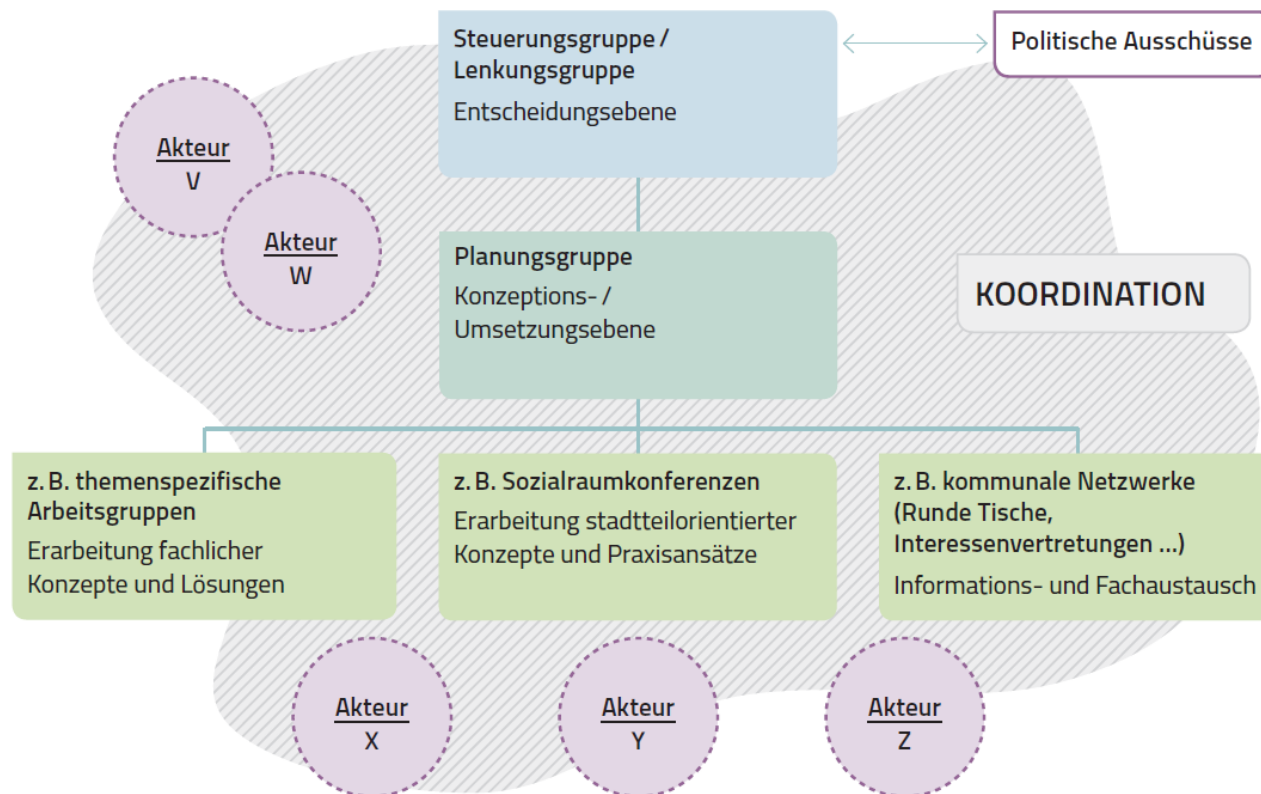 Steuerungsgruppe /
Lenkungsgruppe
Entscheidungsebene
Politische Ausschüsse
Akteur
V
Akteur
W
Planungsgruppe
Konzeptions- /
Umsetzungsebene
KOORDINATION
z. B. themenspezifische
Arbeitsgruppen
Erarbeitung fachlicher
Konzepte und Lösungen
z. B. Sozialraumkonferenzen
Erarbeitung stadtteilorientierter
Konzepte und Praxisansätze
z. B. kommunale Netzwerke
(Runde Tische,
Interessenvertretungen ...)
Informations- und Fachaustausch
Akteur
X
Akteur
Y
Akteur
Z